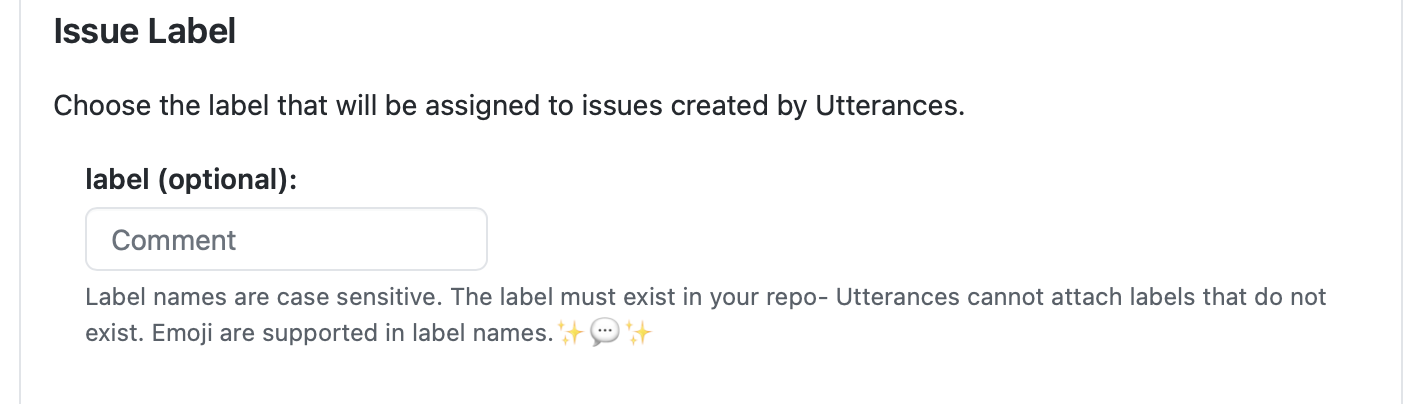 Issue Label
Choose the label that will be assigned to issues created by Utterances.
label (optional):
Comment
Label names are case sensitive. The label must exist in your repo- Utterances cannot attach labels that do not
exist. Emoji are supported in label names.✨💬✨